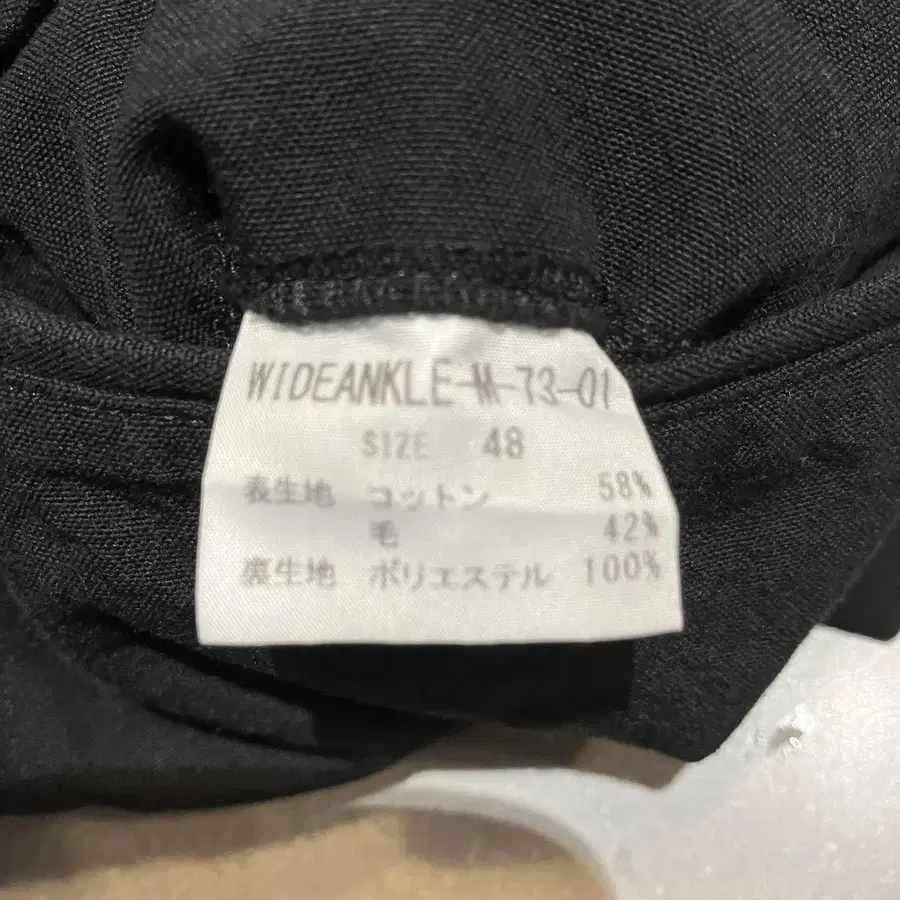 WIDEANKLE-M-73-01
SIZE 48
表生地 コットン 58%
毛 42%
裏生地 ポリエステル 100%